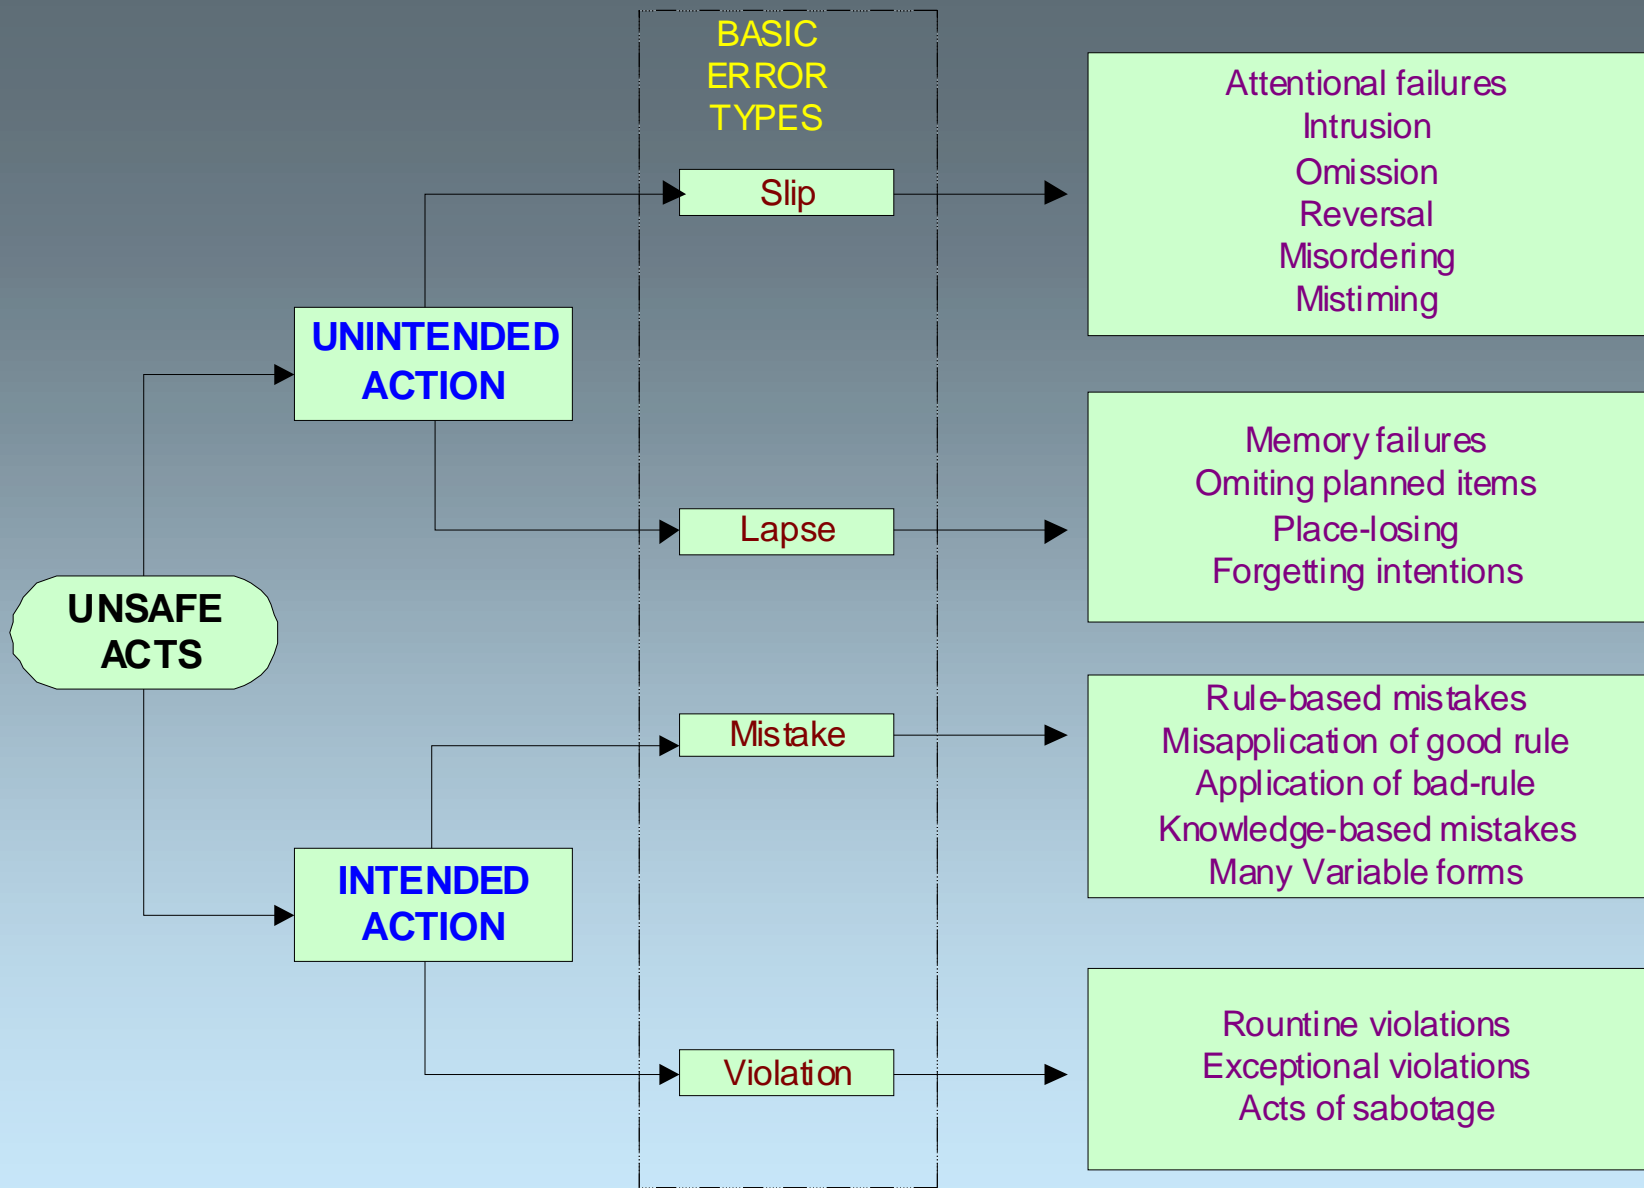 BASIC
ERROR
TYPES
Slip
Attentional failures
Intrusion
Omission
Reversal
Misordering
Mistiming
UNINTENDED
ACTION
Lapse
Memory failures
Omiting planned items
Place-losing
Forgetting intentions
UNSAFE
ACTS
Mistake
Rule-based mistakes
Misapplication of good rule
Application of bad-rule
Knowledge-based mistakes
Many Variable forms
INTENDED
ACTION
Violation
Rountine violations
Exceptional violations
Acts of sabotage